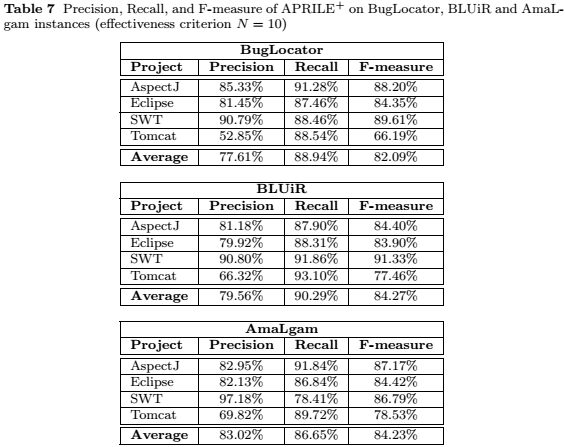 Table 7 Precision, Recall, and F-measure of APRILE+ on BugLocator, BLUiR and AmaL-
gam instances (effectiveness criterion N = 10)
BugLocator
Project Precision Recall F-measure
AspectJ 85.33% 91.28% 88.20%
Eclipse 81.45% 87.46% 84.35%
SWT 90.79% 88.46% 89.61%
Tomcat 52.85% 88.54% 66.19%
Average 77.61% 88.94% 82.09%
BLUiR
Project Precision Recall F-measure
AspectJ 81.18% 87.90% 84.40%
Eclipse 79.92% 88.31% 83.90%
SWT 90.80% 91.86% 91.33%
Tomcat 66.32% 93.10% 77.46%
Average 79.56% 90.29% 84.27%
AmaLgam
Project Precision Recall F-measure
AspectJ 82.95% 91.84% 87.17%
Eclipse 82.13% 86.84% 84.42%
SWT 97.18% 78.41% 86.79%
Tomcat 69.82% 89.72% 78.53%
Average 83.02% 86.65% 84.23%